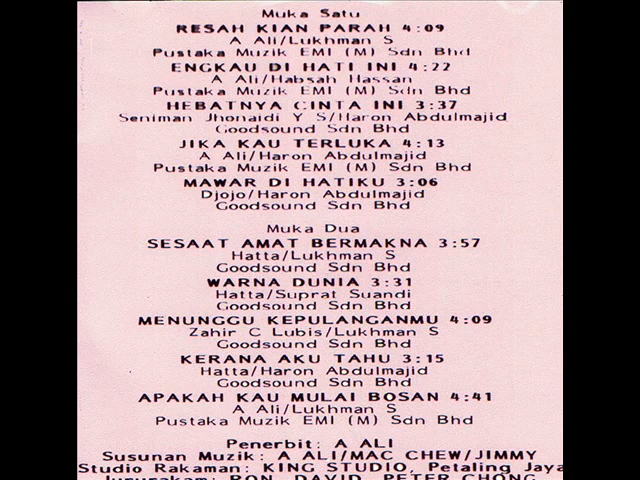 Muka Satu
RESAH KIAN PARAH 4:09
A Ali/Lukhman S
Pustaka Muzik EMI (M) Sdn Bhd
ENGKAU DI HATI INI 4:22
A Ali/Habsah Hassan
Pustaka Muzik EMI (M) Sdn Bhd
HEBATNYA CINTA INI 3:37
Seniman Jhonaidi Y S/Haron Abdulmajid
Goodsound Sdn Bhd
JIKA KAU TERLUKA 4:13
A Ali/Haron Abdulmajid
Pustaka Muzik EMI (M) Sdn Bhd
MAWAR DI HATIKU 3:06
Djojo/Haron Abdulmajid
Goodsound Sdn Bhd
Muka Dua
SESAAT AMAT BERMAKNA 3:57
Hatta/Lukhman S
Goodsound Sdn Bhd
WARNA DUNIA 3:31
Hatta/Suprat Suandi
Goodsound Sdn Bhd
MENUNGGU KEPULANGANMU 4:09
Zahir C Lubis/Lukhman S
Goodsound Sdn Bhd
KERANA AKU TAHU 3:15
Hatta/Haron Abdulmajid
Goodsound Sdn Bhd
APAKAH KAU MULAI BOSAN 4:41
A Ali/Lukhman S
Pustaka Muzik EMI (M) Sdn Bhd
Penerbit: A ALI
Susunan Muzik: A ALI/MAC CHEW/JIMMY
Studio Rakaman: KING STUDIO, Petaling Jaya
Jururakam: RON, DAVID, PETER CHONG